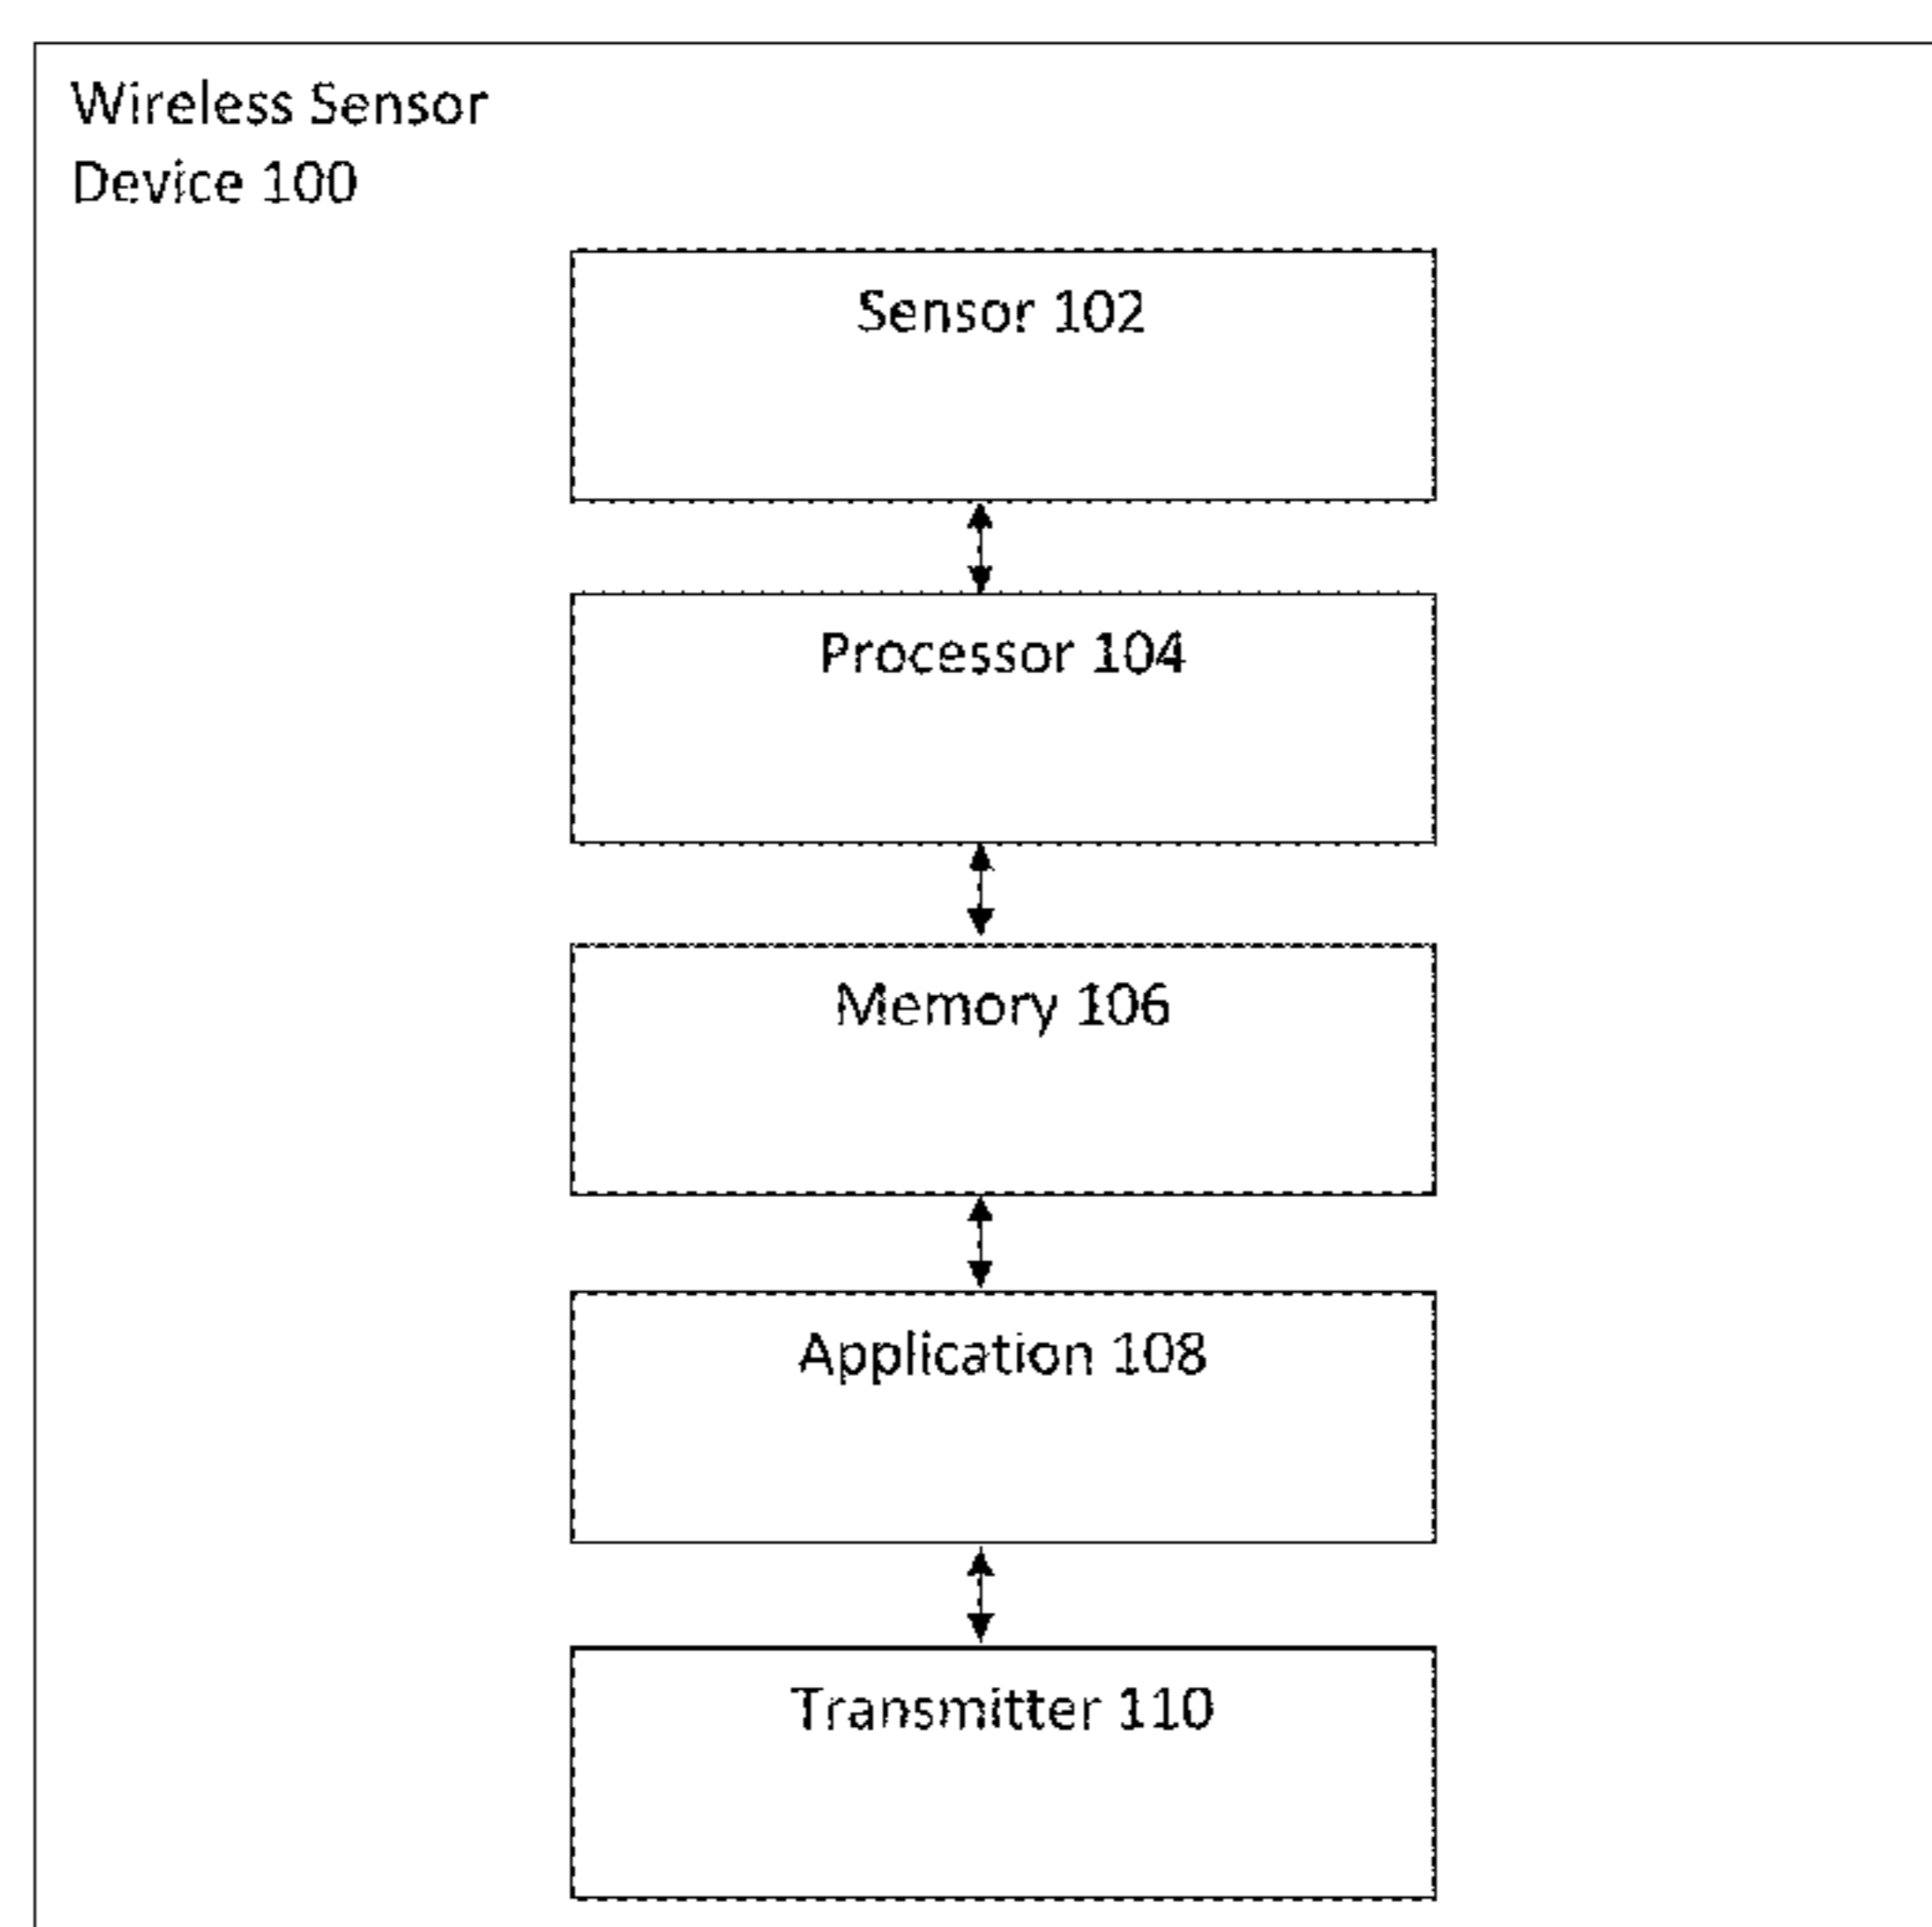 Wireless Sensor
Device 100
Sensor 102
Processor 104
Memory 106
Application 108
Transmitter 110